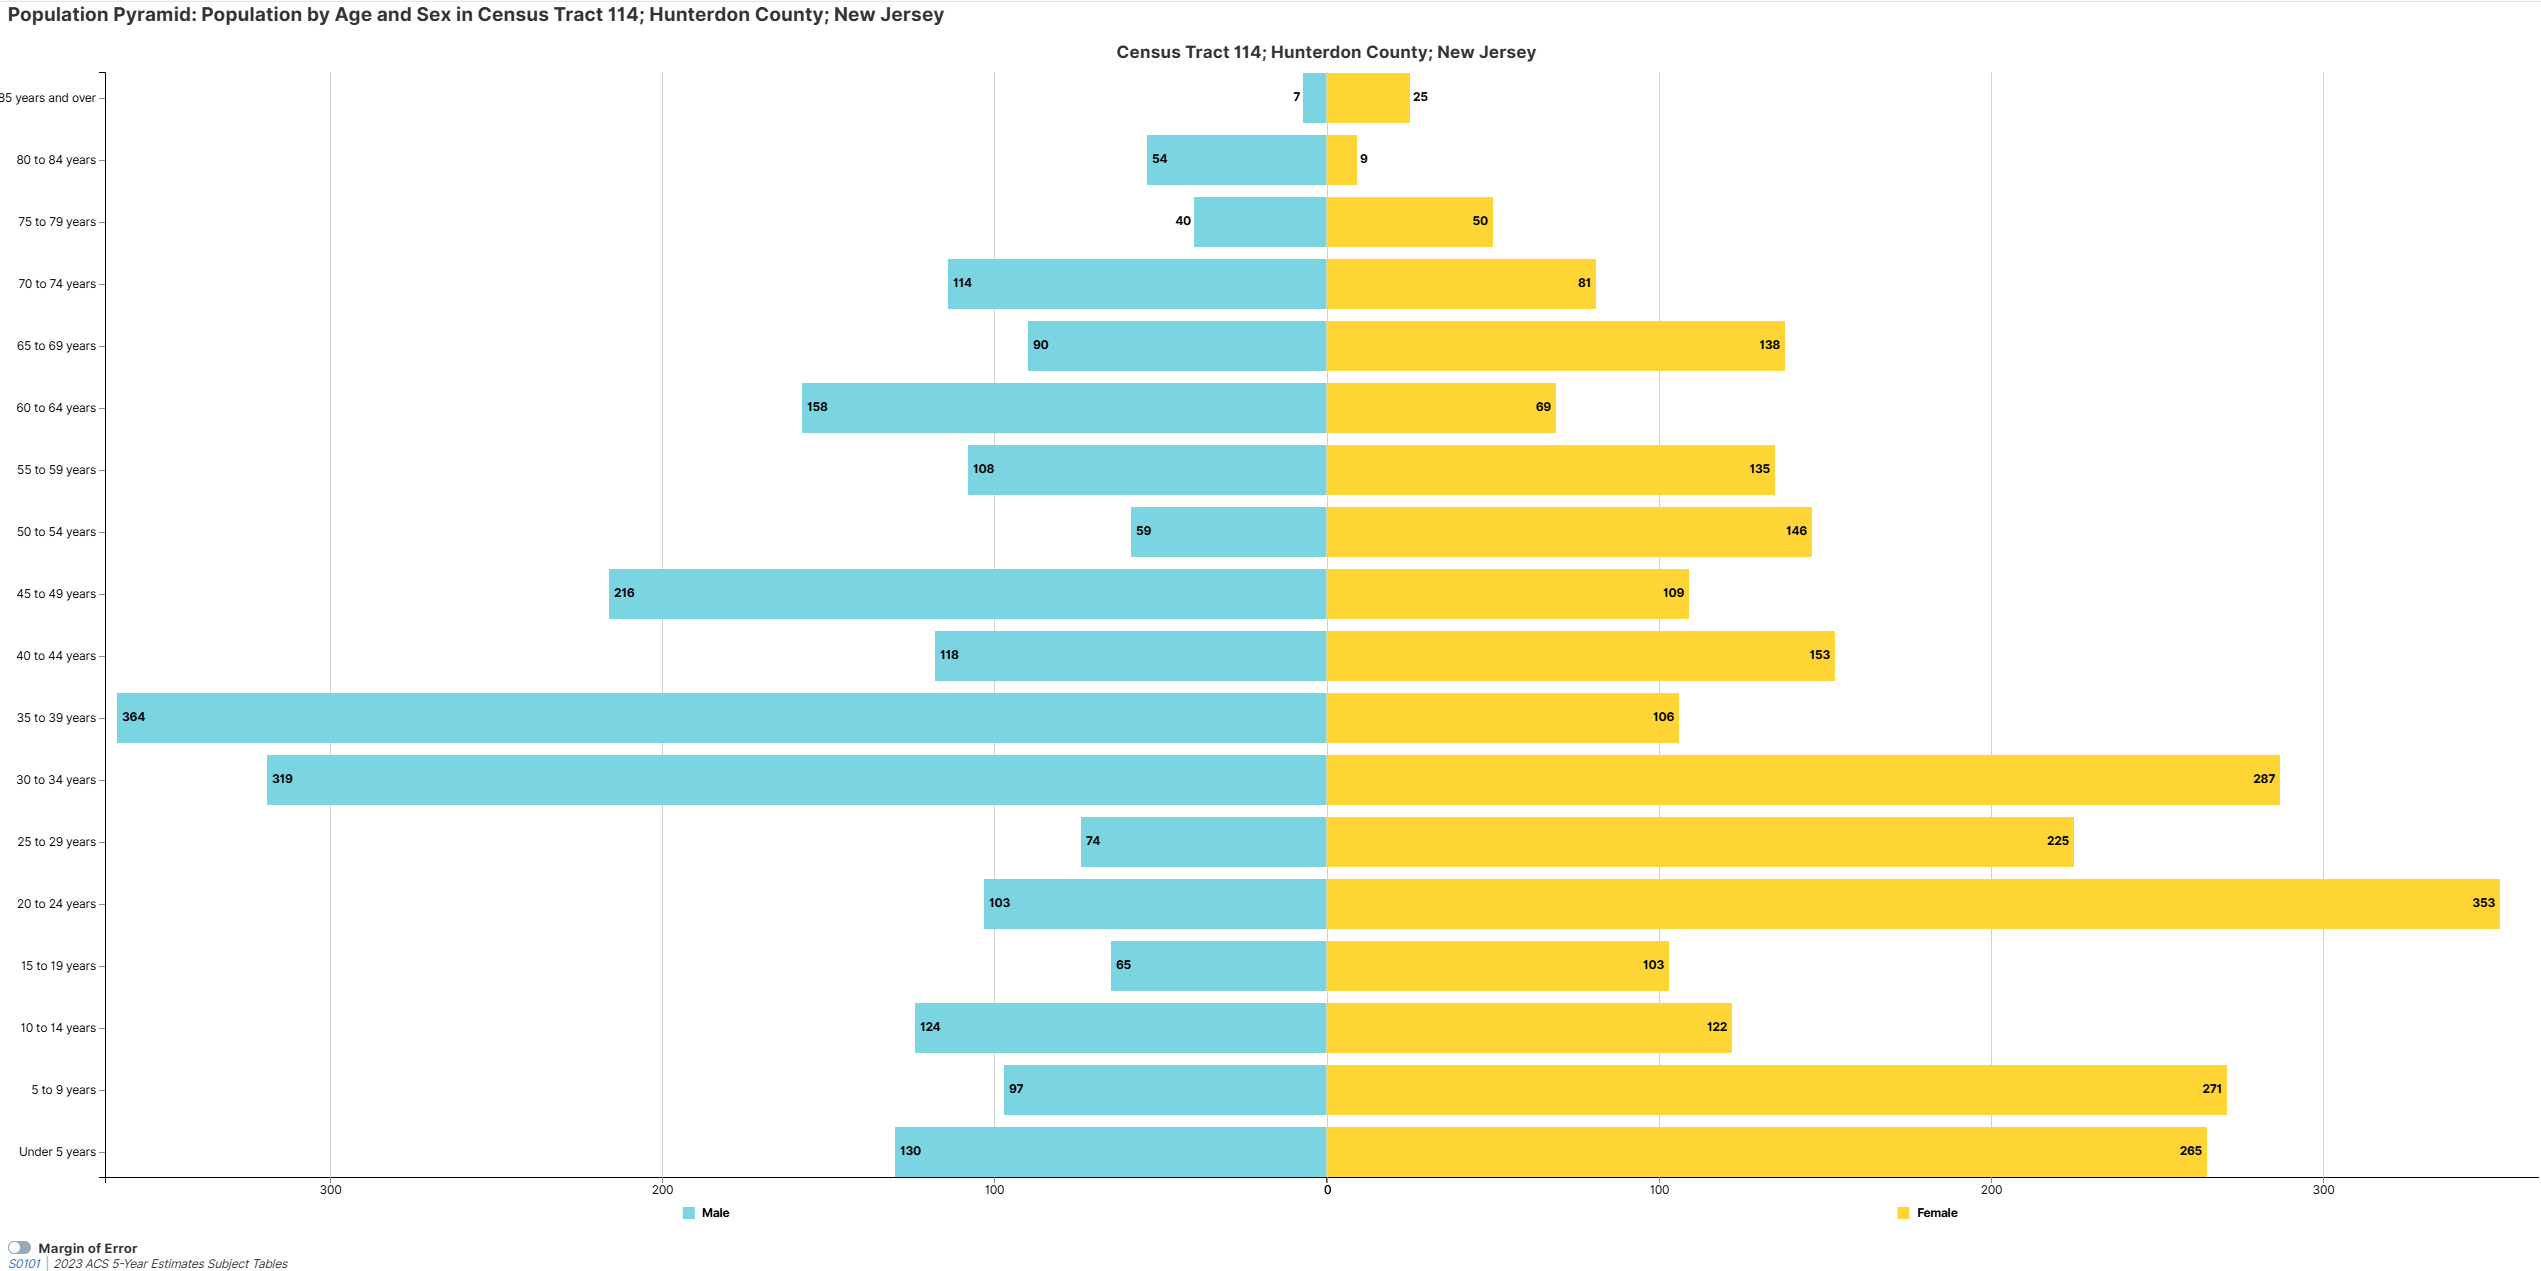 Population Pyramid: Population by Age and Sex in Census Tract 114; Hunterdon County; New Jersey
Census Tract 114; Hunterdon County; New Jersey
85 years and over 7 25
80 to 84 years 54 9
75 to 79 years 40 50
70 to 74 years 114 81
65 to 69 years 90 138
60 to 64 years 158 69
55 to 59 years 108 135
50 to 54 years 59 146
45 to 49 years 216 109
40 to 44 years 118 153
35 to 39 years 364 106
30 to 34 years 319 287
25 to 29 years 74 225
20 to 24 years 103 353
15 to 19 years 65 103
10 to 14 years 124 122
5 to 9 years 97 271
Under 5 years 130 265
300 200 100 0 100 200 300
Male Female
Margin of Error
S0101 | 2023 ACS 5-Year Estimates Subject Tables